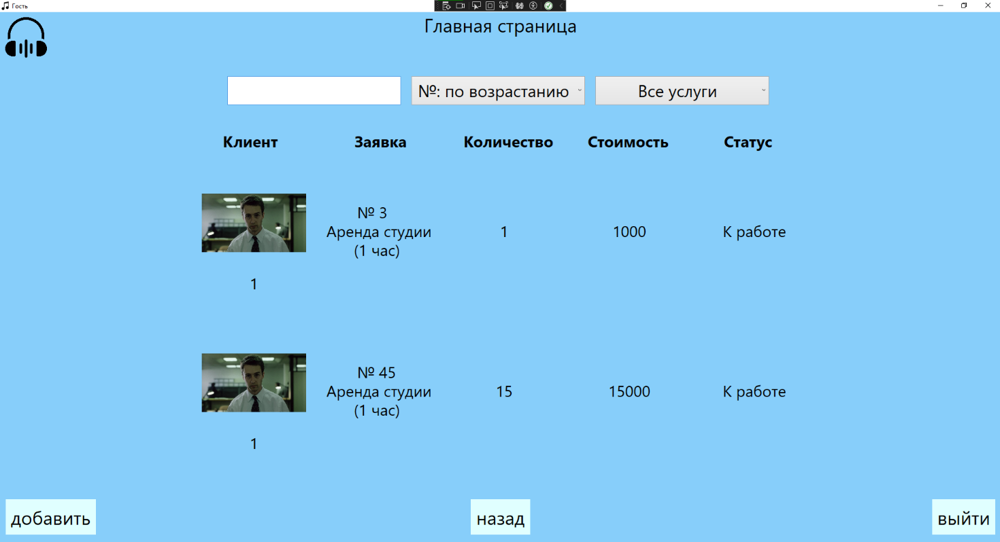 Гость
Главная страница
№: по возрастанию
Все услуги
Клиент Заявка Количество Стоимость Статус
№ 3
Аренда студии 1 1000 К работе
(1 час)
1
№ 45
Аренда студии 15 15000 К работе
(1 час)
1
добавить назад выйти